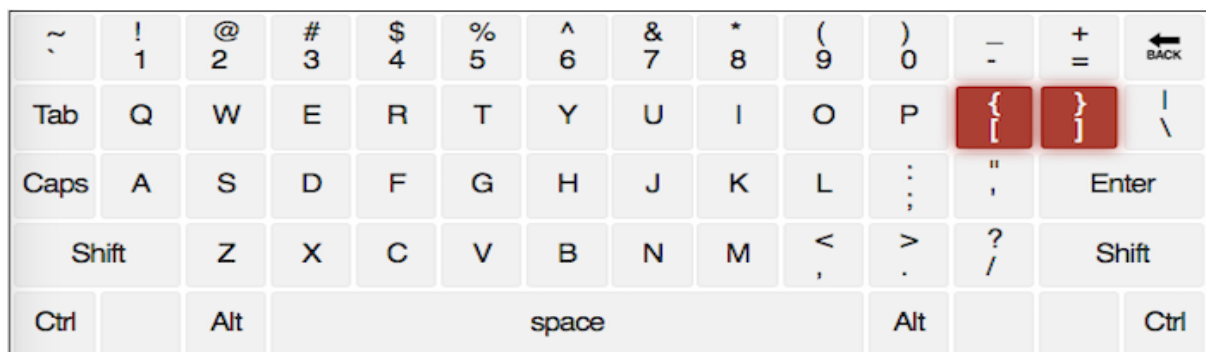 ~ ! @ # $ % ^ & * ( ) _ +
` 1 2 3 4 5 6 7 8 9 0 - = BACK
Tab Q W E R T Y U I O P { } |
[ ] \
Caps A S D F G H J K L : " Enter
; '
Shift Z X C V B N M < > ? Shift
, . /
Ctrl Alt space Alt Ctrl